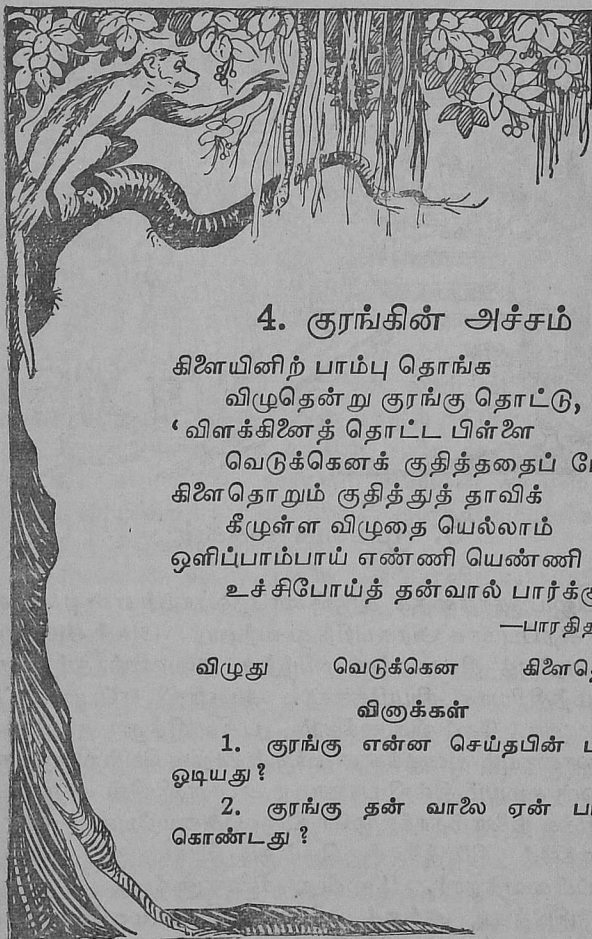 4. குரங்கின் அச்சம்
கிளையினிற் பாம்பு தொங்க
விழுதென்று குரங்கு தொட்டு,
‘விளக்கினைத் தொட்ட பிள்ளை
வெடுக்கெனக் குதித்ததைப்
கிளைதொறும் குதித்துத் தாவிக்
கீழுள்ள விழுதை யெல்லாம்
ஒளிப்பாம்பாய் எண்ணி யெண்ணி
உச்சிபோய்த் தன்வால்
விழுது வெடுக்கென
வினாக்கள்
1. குரங்கு என்ன செய்தபின்
ஓடியது?
2. குரங்கு தன் வாலை ஏன்
கொண்டது?